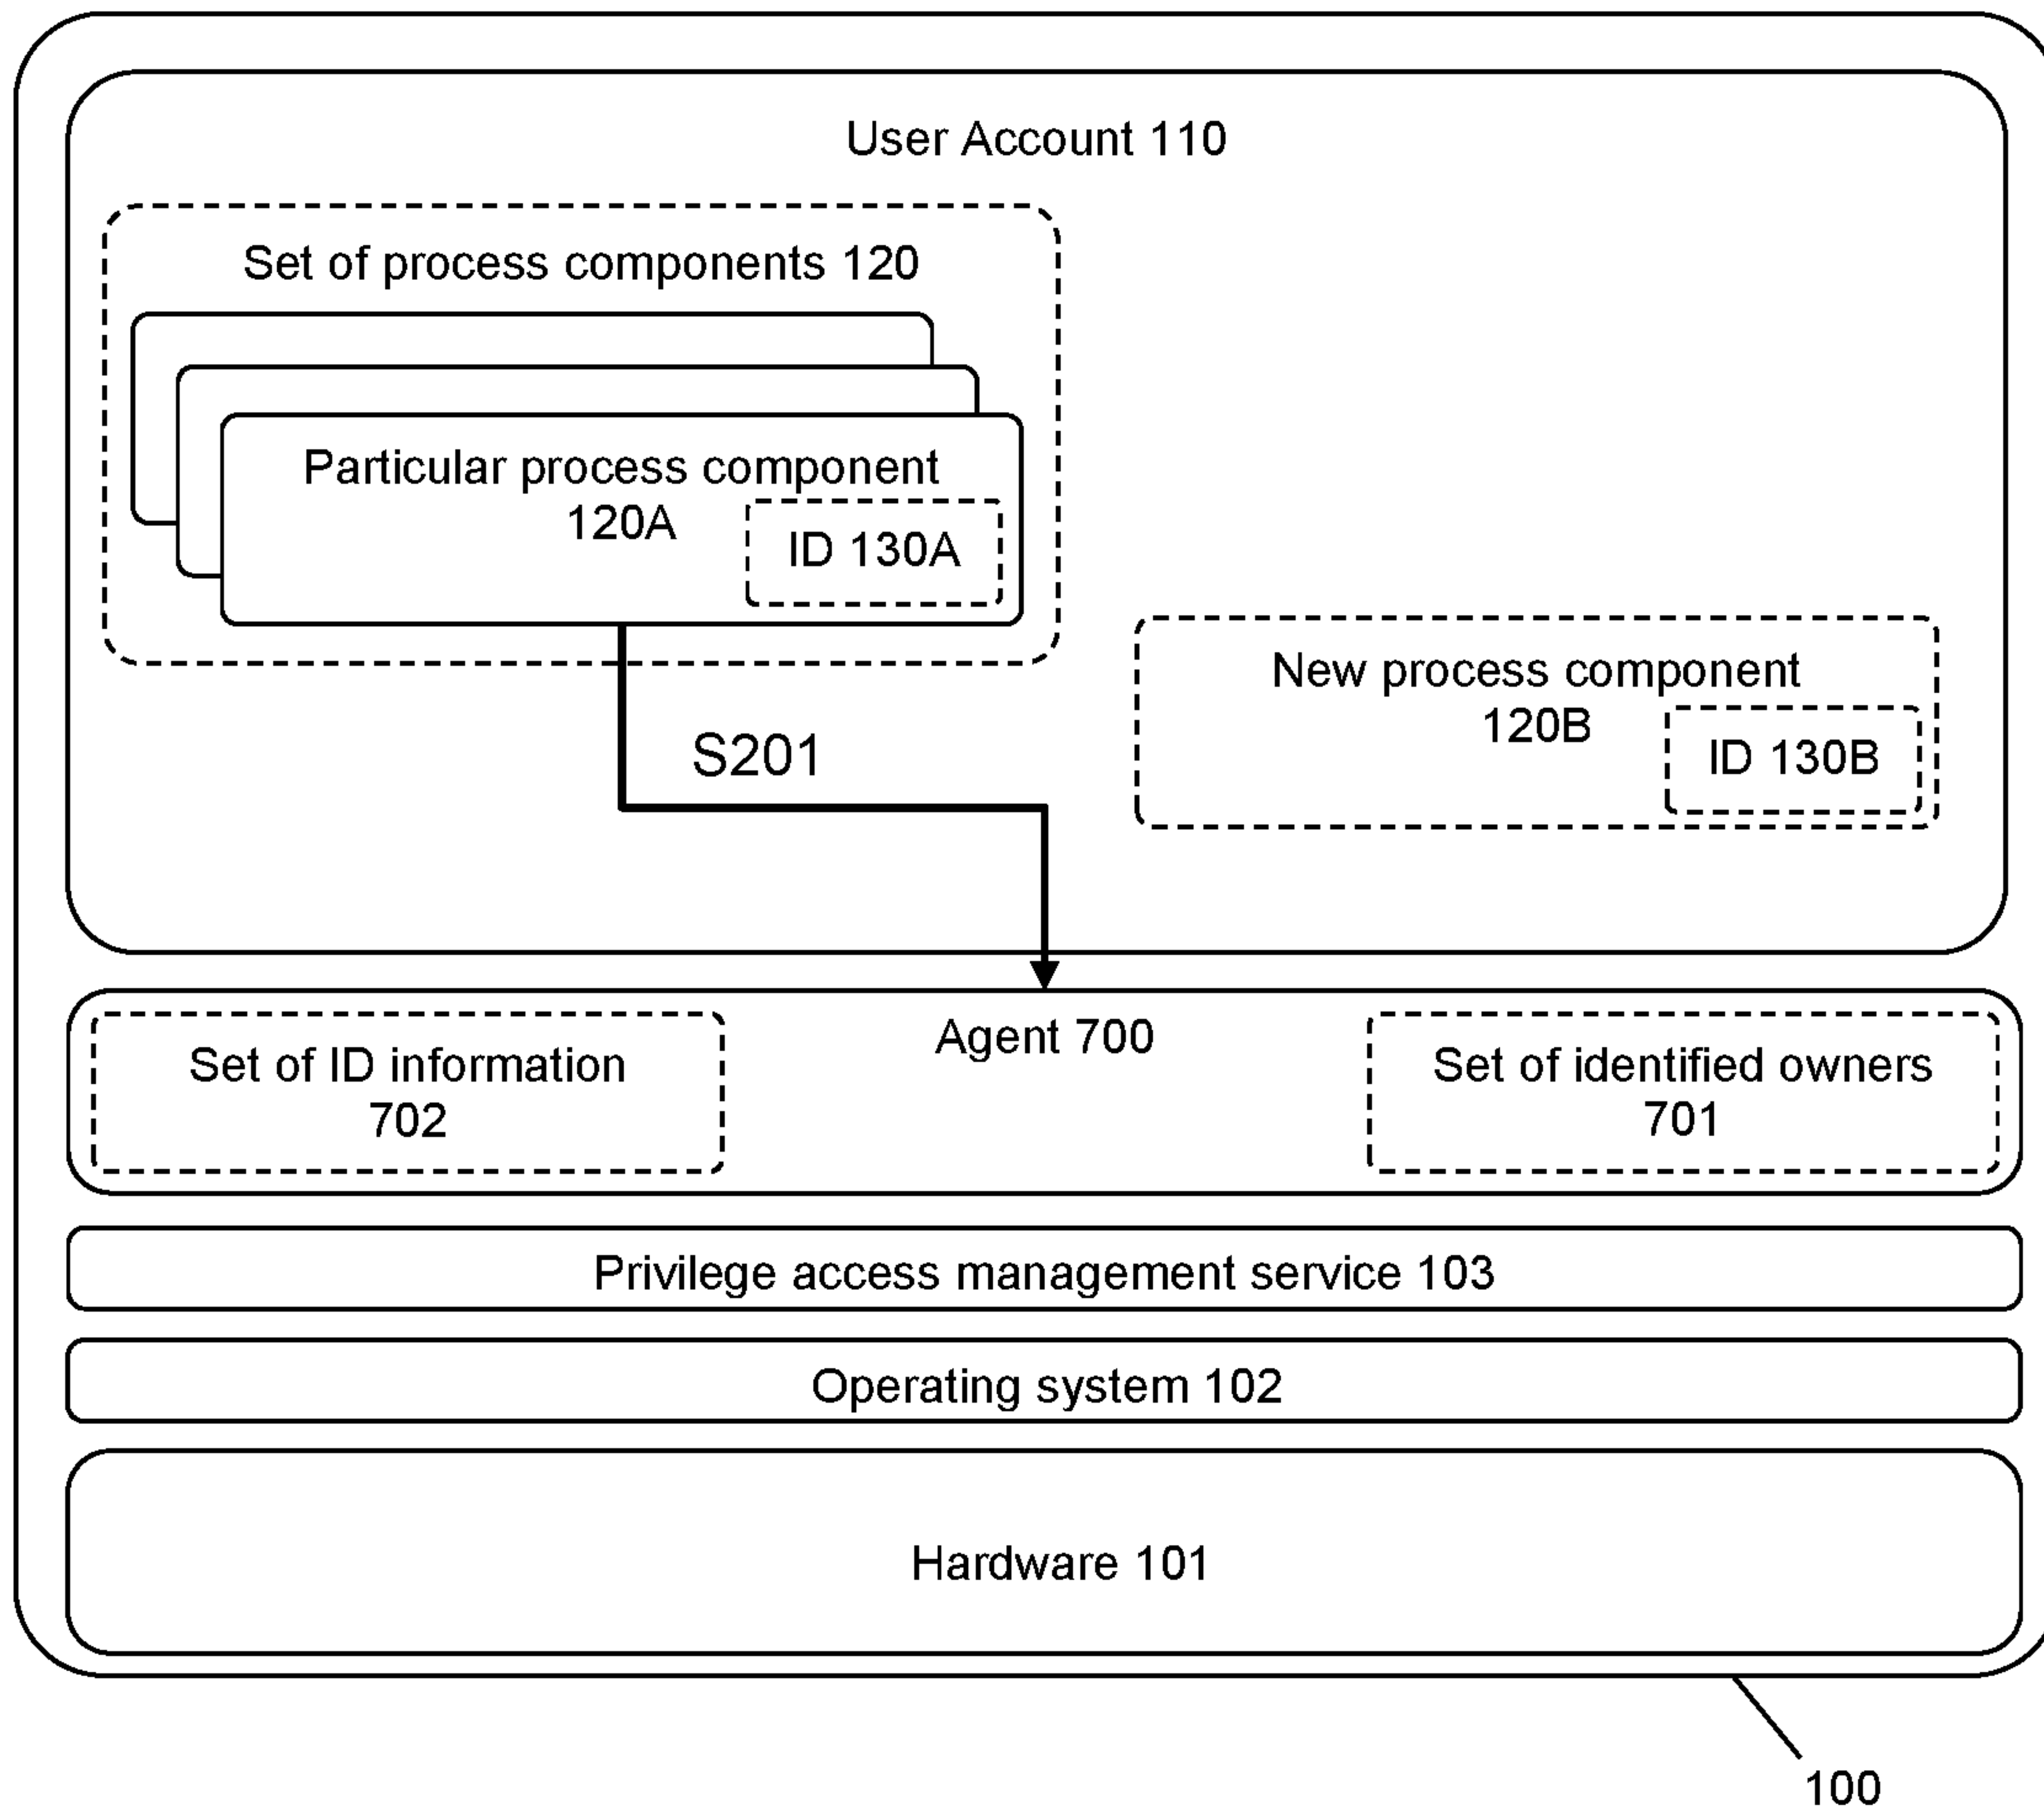 User Account 110
Set of process components 120
Particular process component
120A
ID 130A
New process component
120B
ID 130B
S201
Agent 700
Set of ID information
702
Set of identified owners
701
Privilege access management service 103
Operating system 102
Hardware 101
100